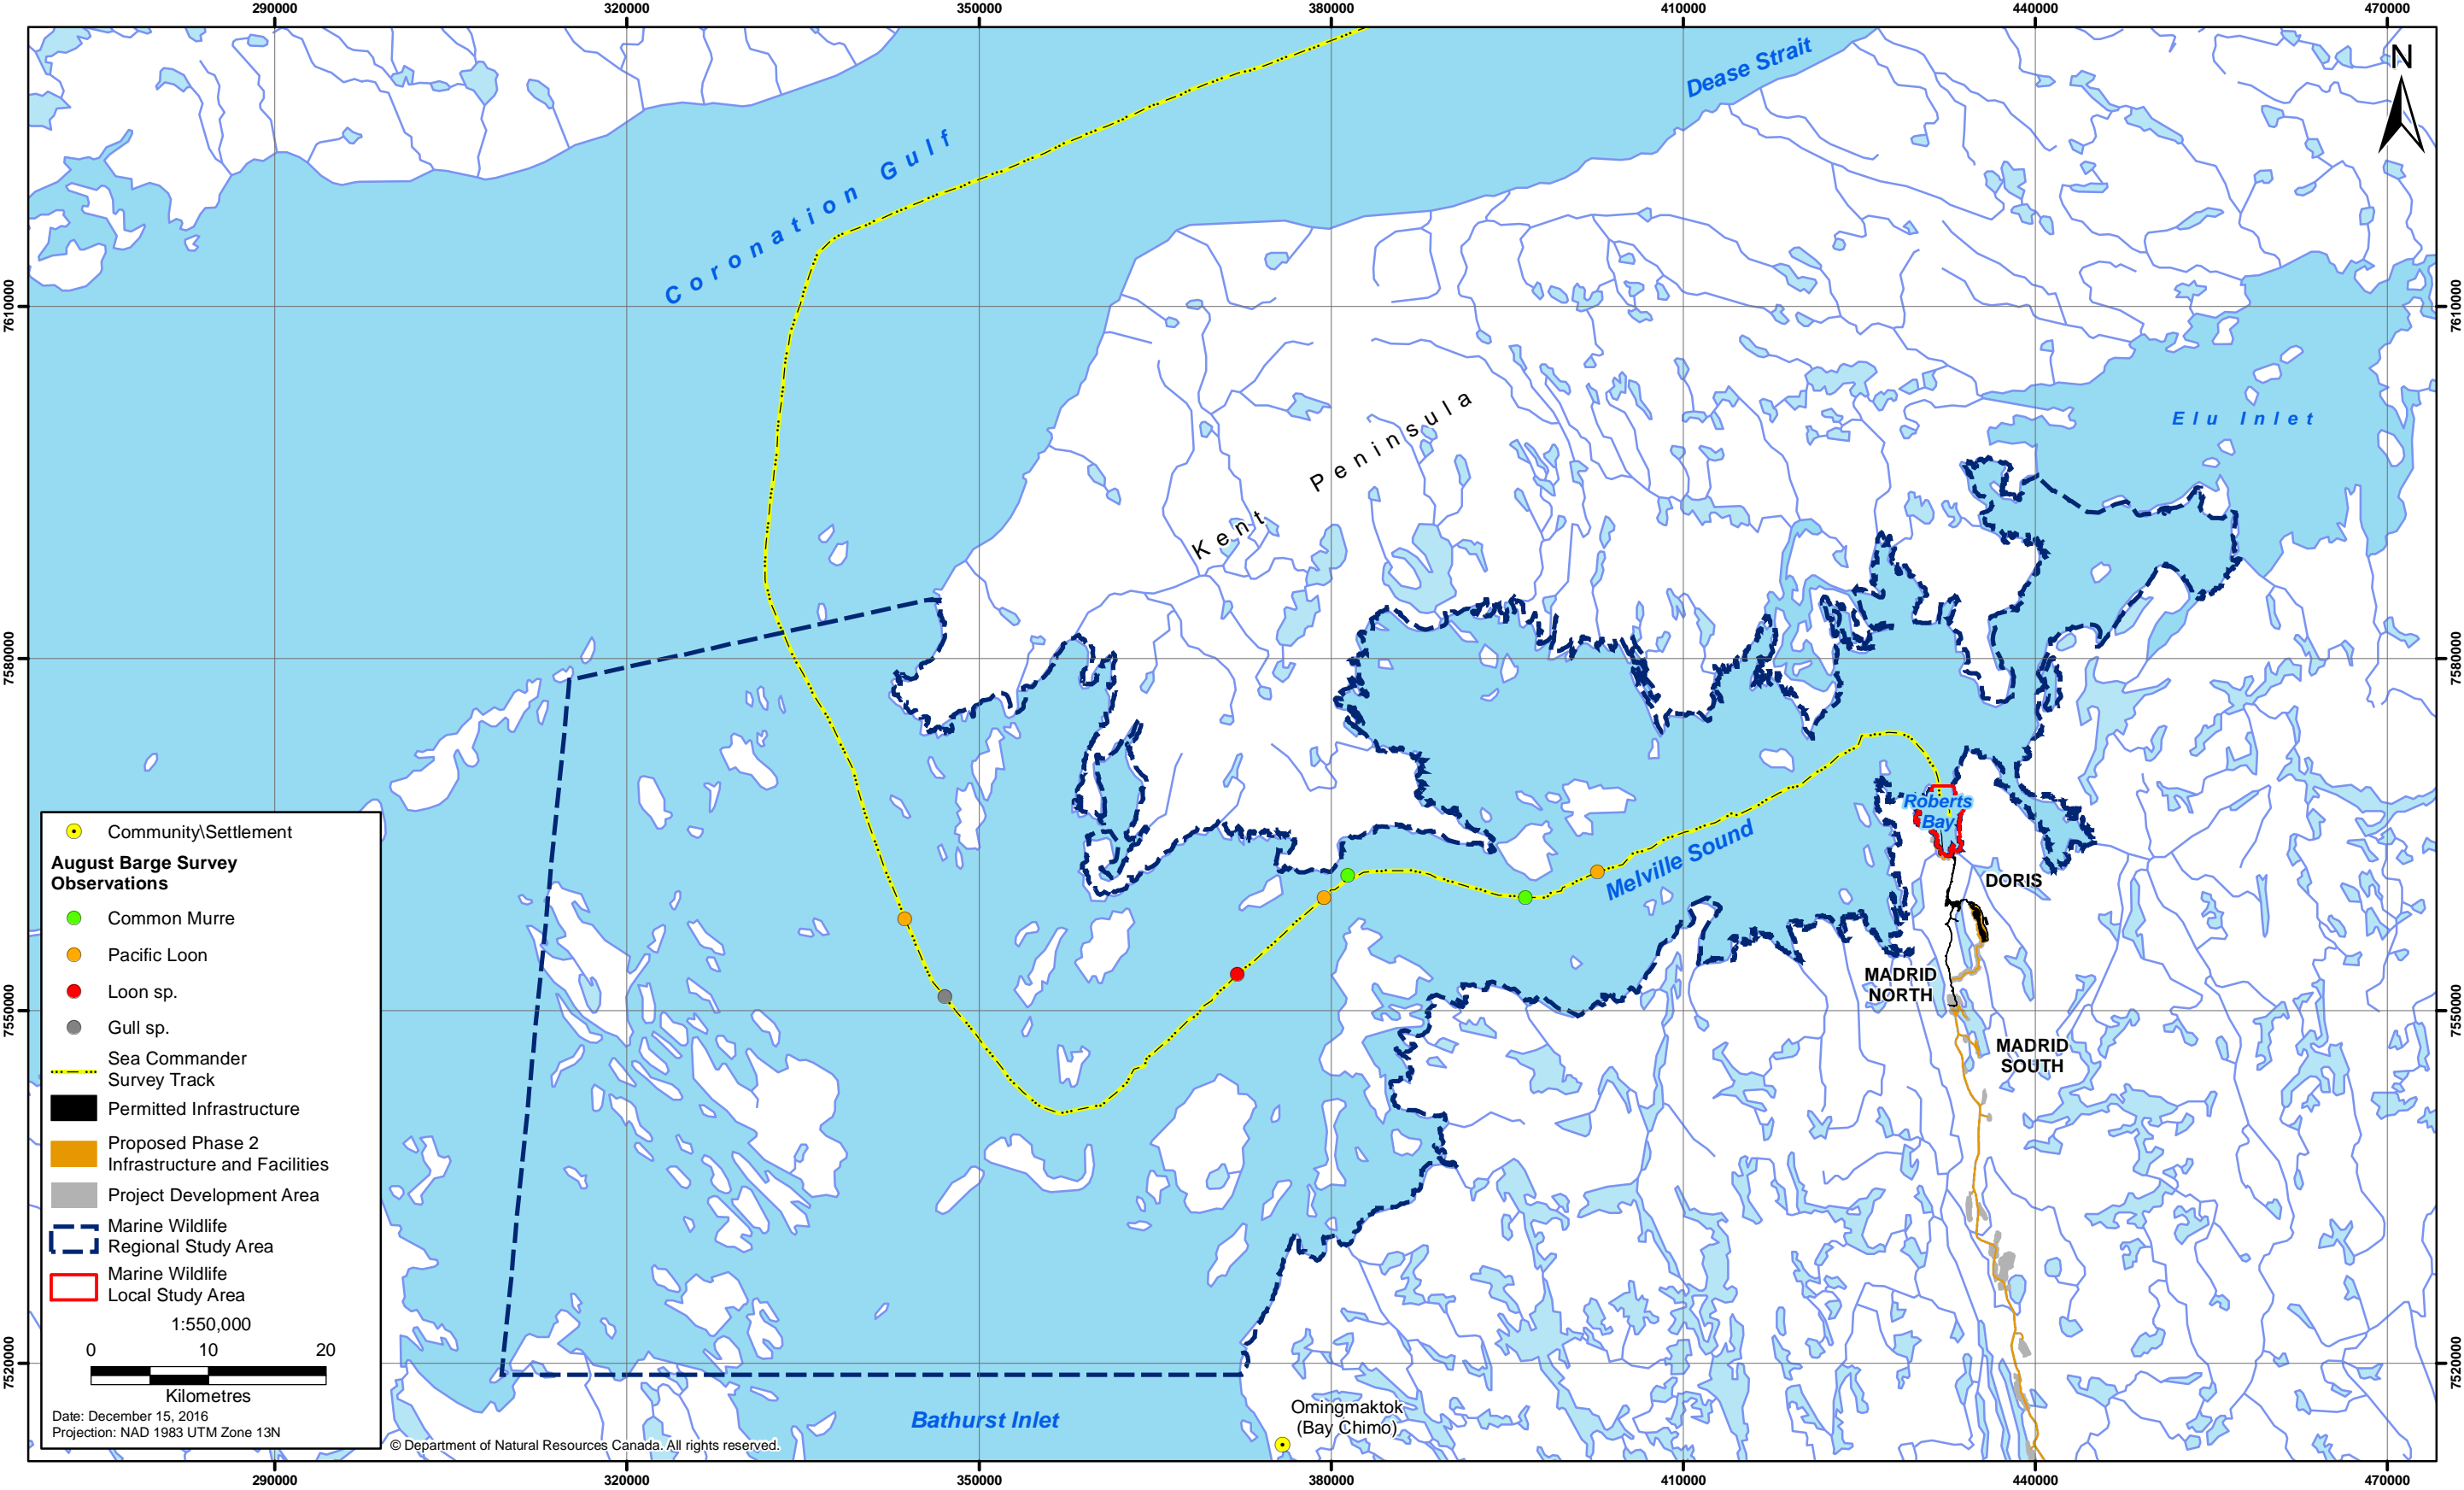 290000
320000
350000
380000
410000
440000
470000
Dease Strait
N
Coronation Gulf
7610000
7610000
Elu Inlet
Kent Peninsula
7580000
7580000
Roberts
Bay
Melville Sound
DORIS
MADRID
NORTH
MADRID
SOUTH
7550000
7550000
Community\Settlement
August Barge Survey
Observations
Common Murre
Pacific Loon
Loon sp.
Gull sp.
Sea Commander
Survey Track
Permitted Infrastructure
Proposed Phase 2
Infrastructure and Facilities
Project Development Area
Marine Wildlife
Regional Study Area
Marine Wildlife
Local Study Area
1:550,000
0 10 20
Kilometres
Date: December 15, 2016
Projection: NAD 1983 UTM Zone 13N
7520000
7520000
Bathurst Inlet
Omingmaktok
(Bay Chimo)
© Department of Natural Resources Canada. All rights reserved.
290000
320000
350000
380000
410000
440000
470000